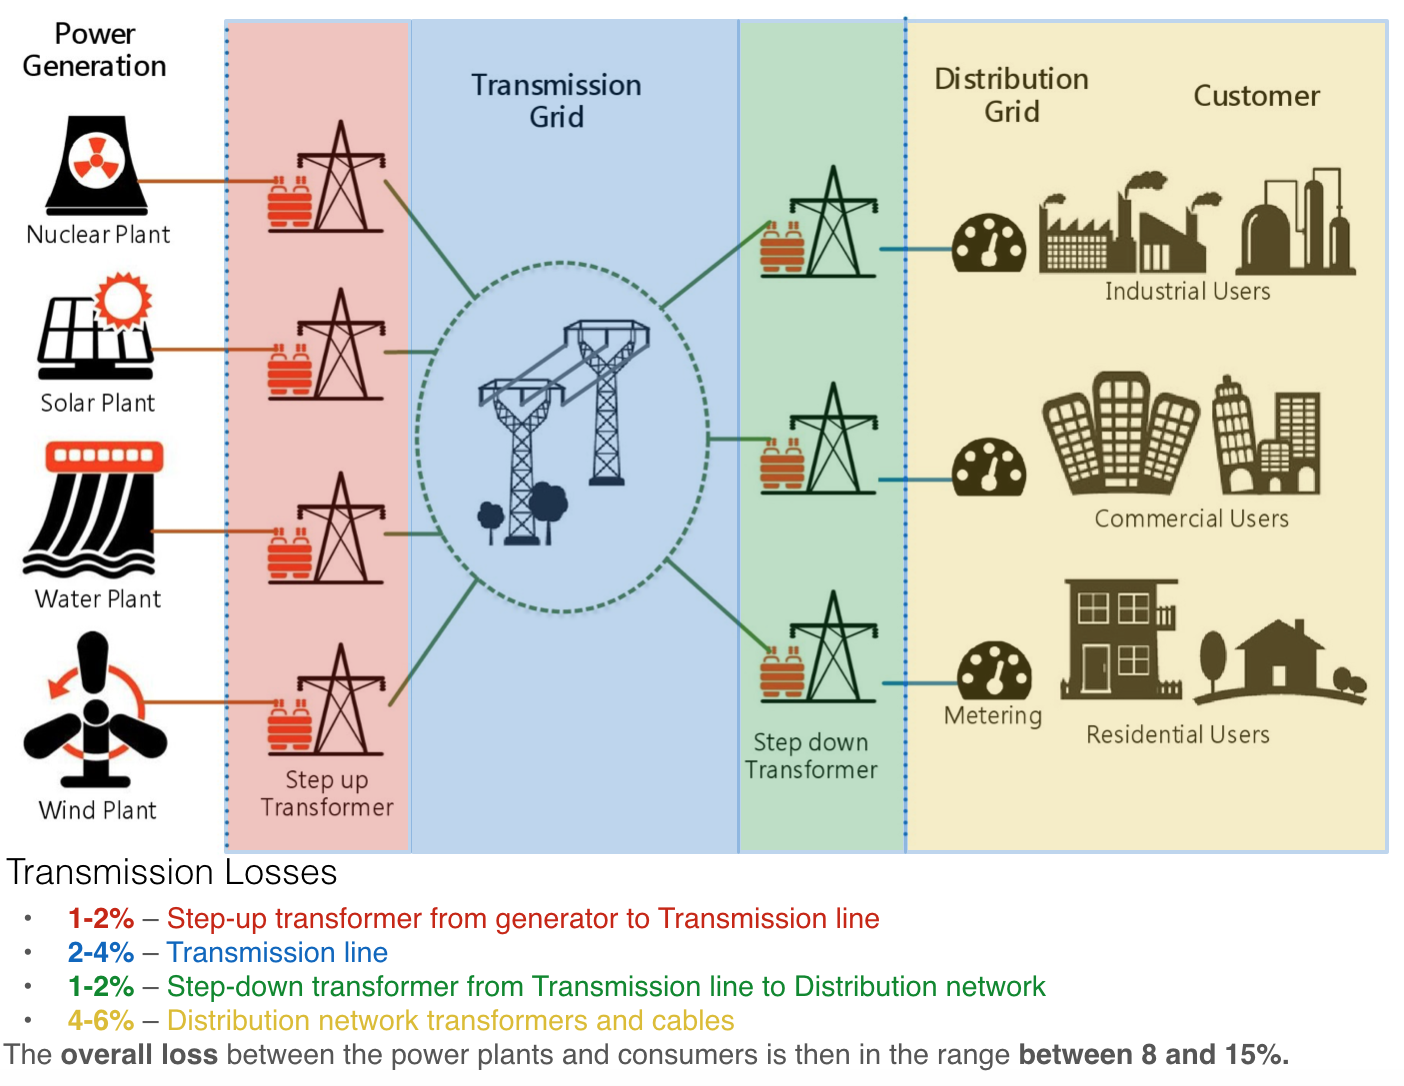 Power
Generation
Transmission
Grid
Distribution
Grid
Customer
Nuclear Plant
Solar Plant
Water Plant
Wind Plant
Step up
Transformer
Step down
Transformer
Metering
Industrial Users
Commercial Users
Residential Users
Transmission Losses
• 1-2% – Step-up transformer from generator to Transmission line
• 2-4% – Transmission line
• 1-2% – Step-down transformer from Transmission line to Distribution network
• 4-6% – Distribution network transformers and cables
The overall loss between the power plants and consumers is then in the range between 8 and 15%.